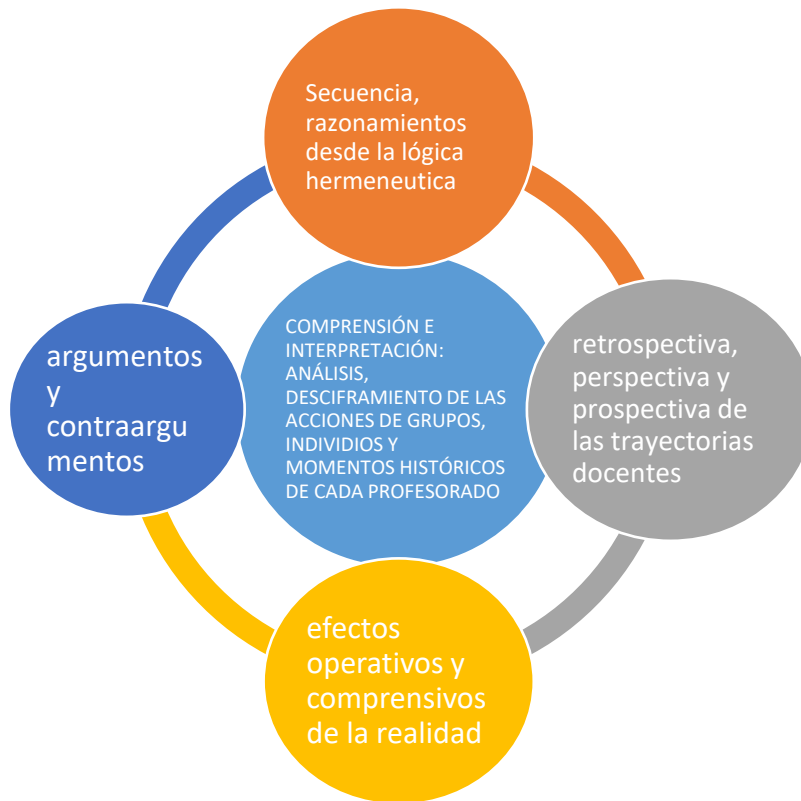 Secuencia,
razonamientos
desde la lógica
hermeneutica
COMPRENSIÓN E
INTERPRETACIÓN:
ANÁLISIS,
DESCIFRAMIENTO DE LAS
ACCIONES DE GRUPOS,
INDIVIDIOS Y
MOMENTOS HISTÓRICOS
DE CADA PROFESORADO
retrospectiva,
perspectiva y
prospectiva de
las trayectorias
docentes
efectos
operativos y
comprensivos
de la realidad
argumentos
y
contraargu
mentos